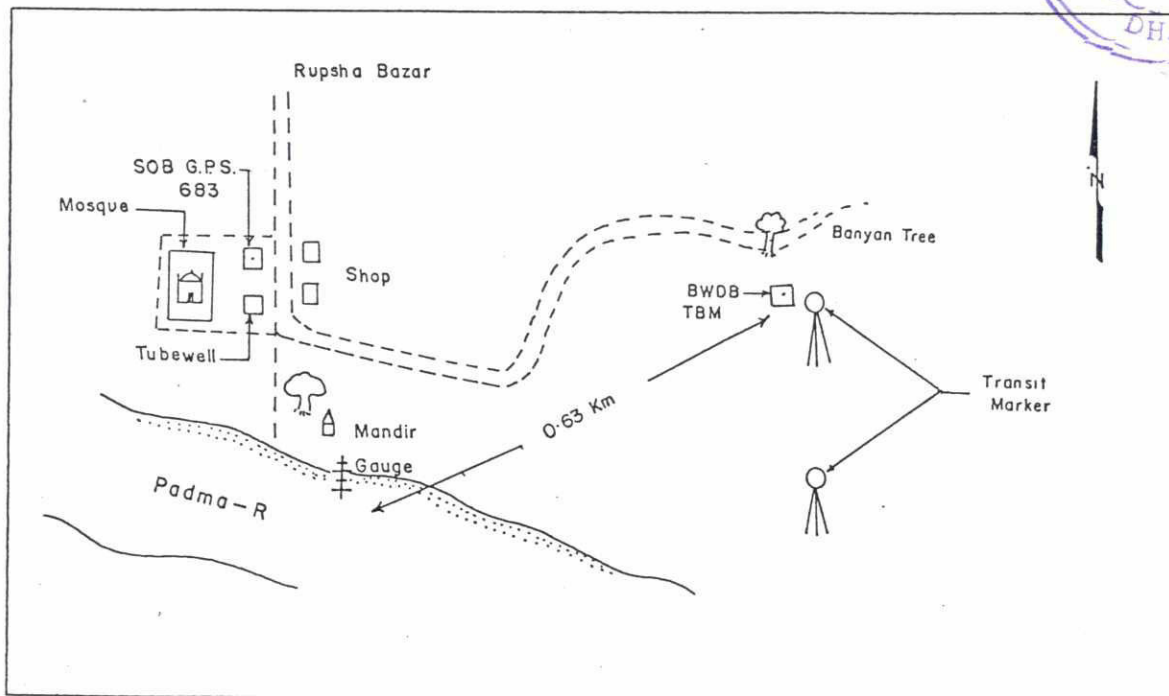 Rupsha Bazar
SOB G.P.S.
683
Mosque
Shop
Tubewell
Banyan Tree
BWDB
TBM
N
Transit
Marker
0.63 Km
Mandir
Gauge
Padma-R
DH